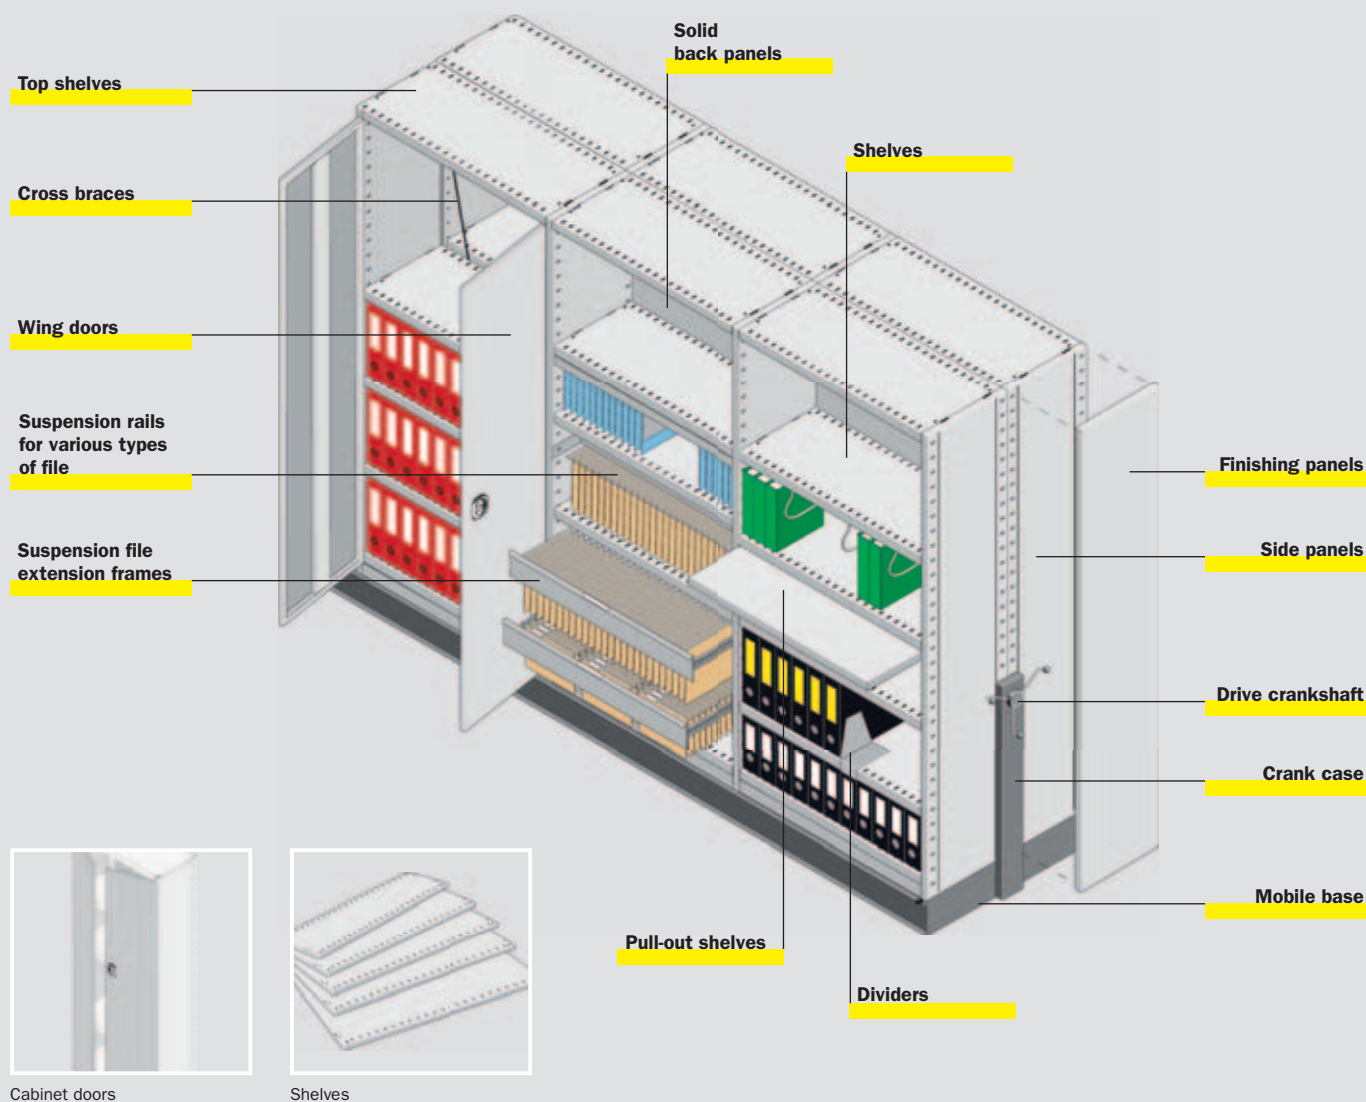 Solid
back panels
Top shelves
Shelves
Cross braces
Wing doors
Suspension rails
for various types
of file
Finishing panels
Suspension file
extension frames
Side panels
Drive crankshaft
Crank case
Mobile base
Pull-out shelves
Dividers
Cabinet doors
Shelves